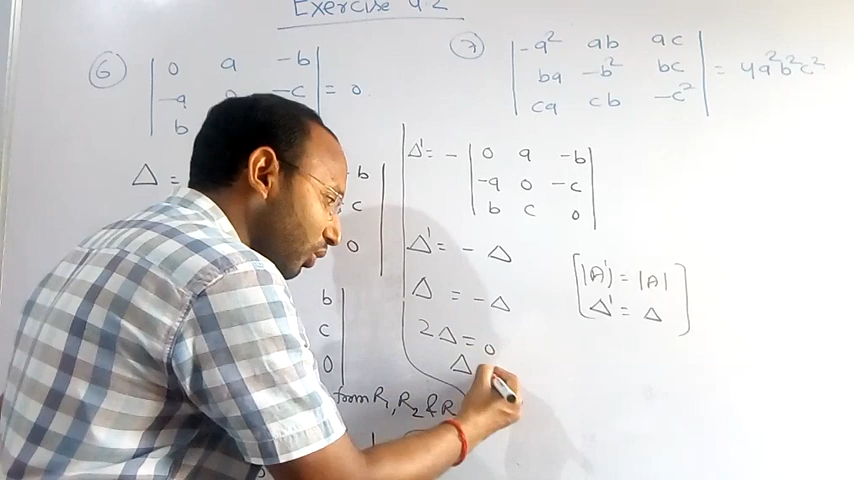 Exercise 4.2
⑥ | 0 a -b |
| -a 0 -c | = 0
| b
⑦ | -a² ab ac |
| ba -b² bc | = 4a²b²c²
| ca cb -c² |
Δ =
-b |
c |
0 |
b |
c |
0 |
from R₁, R₂ & R
Δ' = - | 0 a -b |
| -a 0 -c |
| b c 0 |
Δ' = - Δ
Δ = - Δ
2Δ = 0
Δ
[ |A'| = |A|
Δ' = Δ ]